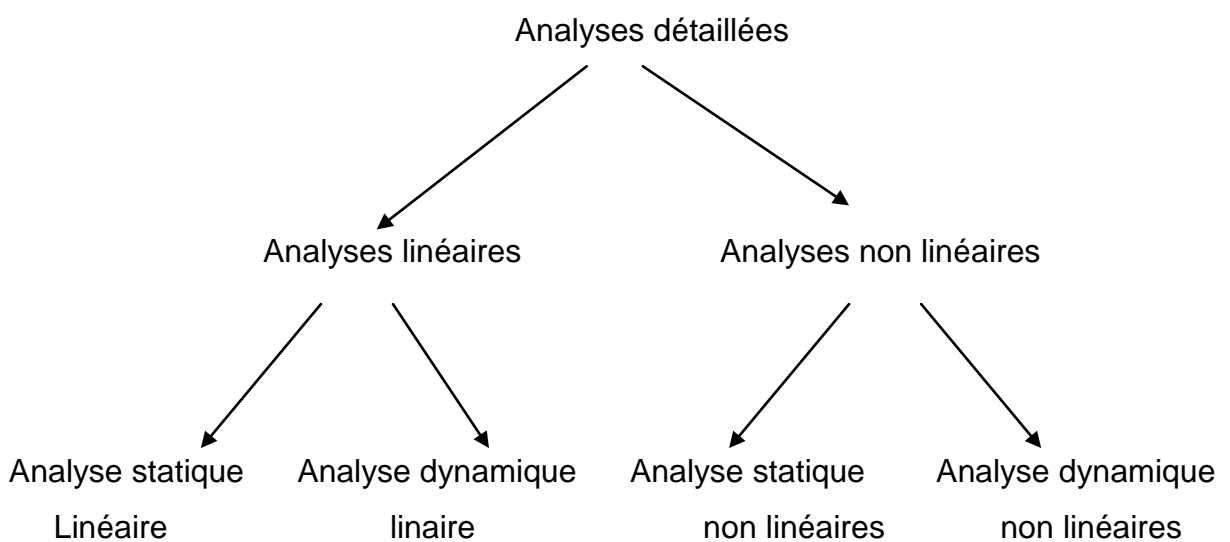 Analyses détaillées
Analyses linéaires
Analyses non linéaires
Analyse statique
Linéaire
Analyse dynamique
linaire
Analyse statique
non linéaires
Analyse dynamique
non linéaires